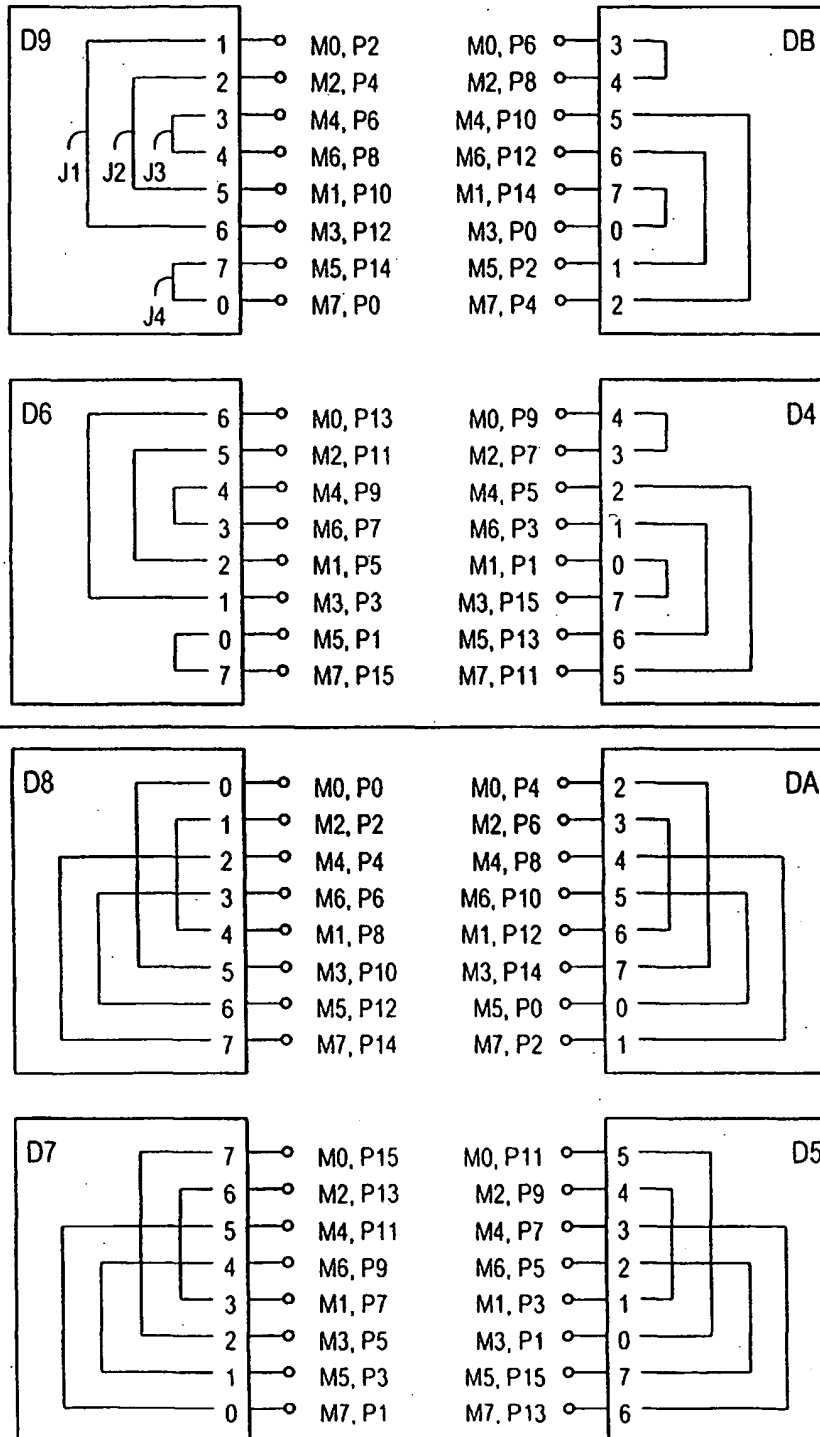 D9
1 M0, P2
2 M2, P4
3 M4, P6
4 M6, P8
5 M1, P10
6 M3, P12
7 M5, P14
0 M7, P0
J1 J2 J3
J4
DB
M0, P6 3
M2, P8 4
M4, P10 5
M6, P12 6
M1, P14 7
M3, P0 0
M5, P2 1
M7, P4 2
D6
6 M0, P13
5 M2, P11
4 M4, P9
3 M6, P7
2 M1, P5
1 M3, P3
0 M5, P1
7 M7, P15
D4
M0, P9 4
M2, P7 3
M4, P5 2
M6, P3 1
M1, P1 0
M3, P15 7
M5, P13 6
M7, P11 5
D8
0 M0, P0
1 M2, P2
2 M4, P4
3 M6, P6
4 M1, P8
5 M3, P10
6 M5, P12
7 M7, P14
DA
M0, P4 2
M2, P6 3
M4, P8 4
M6, P10 5
M1, P12 6
M3, P14 7
M5, P0 0
M7, P2 1
D7
7 M0, P15
6 M2, P13
5 M4, P11
4 M6, P9
3 M1, P7
2 M3, P5
1 M5, P3
0 M7, P1
D5
M0, P11 5
M2, P9 4
M4, P7 3
M6, P5 2
M1, P3 1
M3, P1 0
M5, P15 7
M7, P13 6